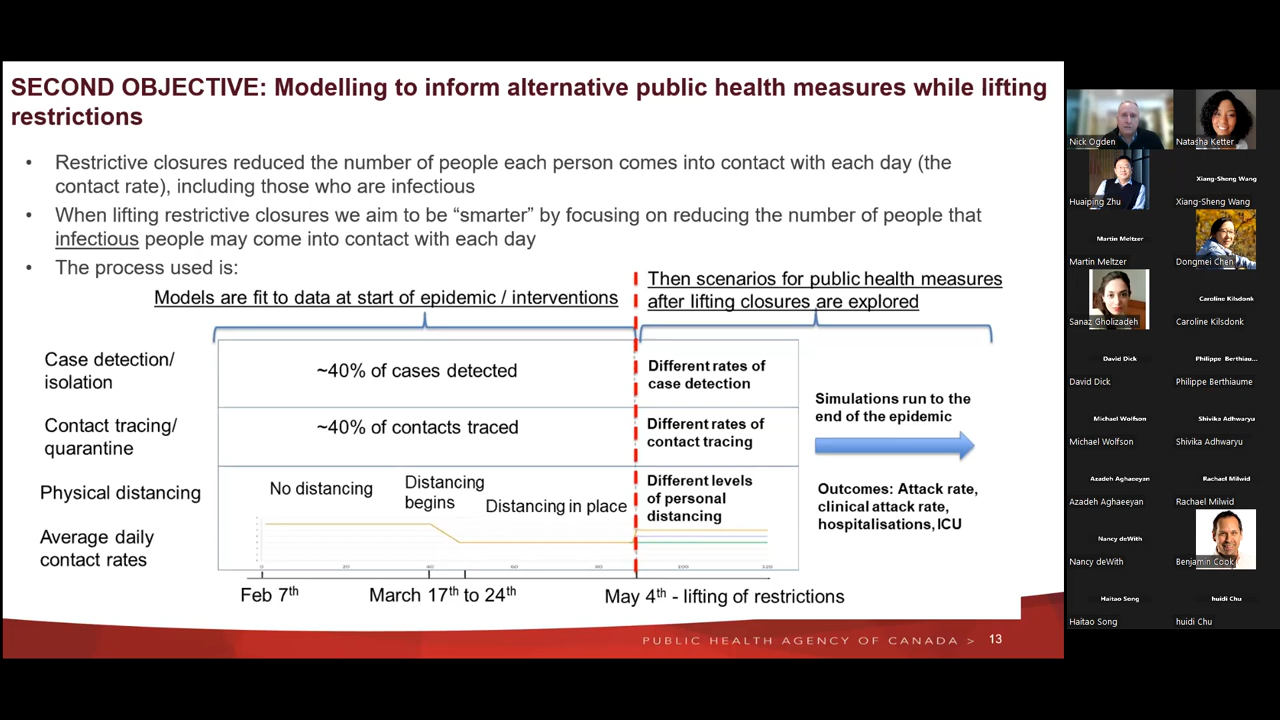 SECOND OBJECTIVE: Modelling to inform alternative public health measures while lifting
restrictions
• Restrictive closures reduced the number of people each person comes into contact with each day (the
contact rate), including those who are infectious
• When lifting restrictive closures we aim to be “smarter” by focusing on reducing the number of people that
infectious people may come into contact with each day
• The process used is:
Models are fit to data at start of epidemic / interventions
Then scenarios for public health measures
after lifting closures are explored
Case detection/
isolation
~40% of cases detected
Different rates of
case detection
Contact tracing/
quarantine
~40% of contacts traced
Different rates of
contact tracing
Simulations run to the
end of the epidemic
Physical distancing
No distancing
Distancing
begins
Distancing in place
Different levels
of personal
distancing
Outcomes: Attack rate,
clinical attack rate,
hospitalisations, ICU
Average daily
contact rates
20 40 60 80 100 120
Feb 7th
March 17th to 24th
May 4th - lifting of restrictions
PUBLIC HEALTH AGENCY OF CANADA > 13
Nick Ogden
Natasha Ketter
Huaiping Zhu
Xiang-Sheng Wang
Xiang-Sheng Wang
Martin Meltzer
Martin Meltzer
Dongmei Chen
Sanaz Gholizadeh
Caroline Kilsdonk
Caroline Kilsdonk
David Dick
David Dick
Philippe Berthiau...
Philippe Berthiaume
Michael Wolfson
Michael Wolfson
Shivika Adhwaryu
Shivika Adhwaryu
Azadeh Aghaeeyan
Azadeh Aghaeeyan
Rachael Milwid
Rachael Milwid
Nancy deWith
Nancy deWith
Benjamin Cook
Haitao Song
Haitao Song
huidi Chu
huidi Chu